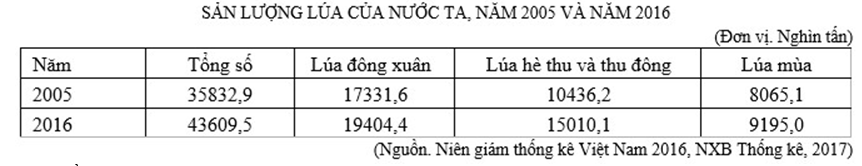 SẢN LƯỢNG LÚA CỦA NƯỚC TA, NĂM 2005 VÀ NĂM 2016
(Đơn vị. Nghìn tấn)
Năm Tổng số Lúa đông xuân Lúa hè thu và thu đông Lúa mùa
2005 35832,9 17331,6 10436,2 8065,1
2016 43609,5 19404,4 15010,1 9195,0
(Nguồn. Niên giám thống kê Việt Nam 2016, NXB Thống kê, 2017)